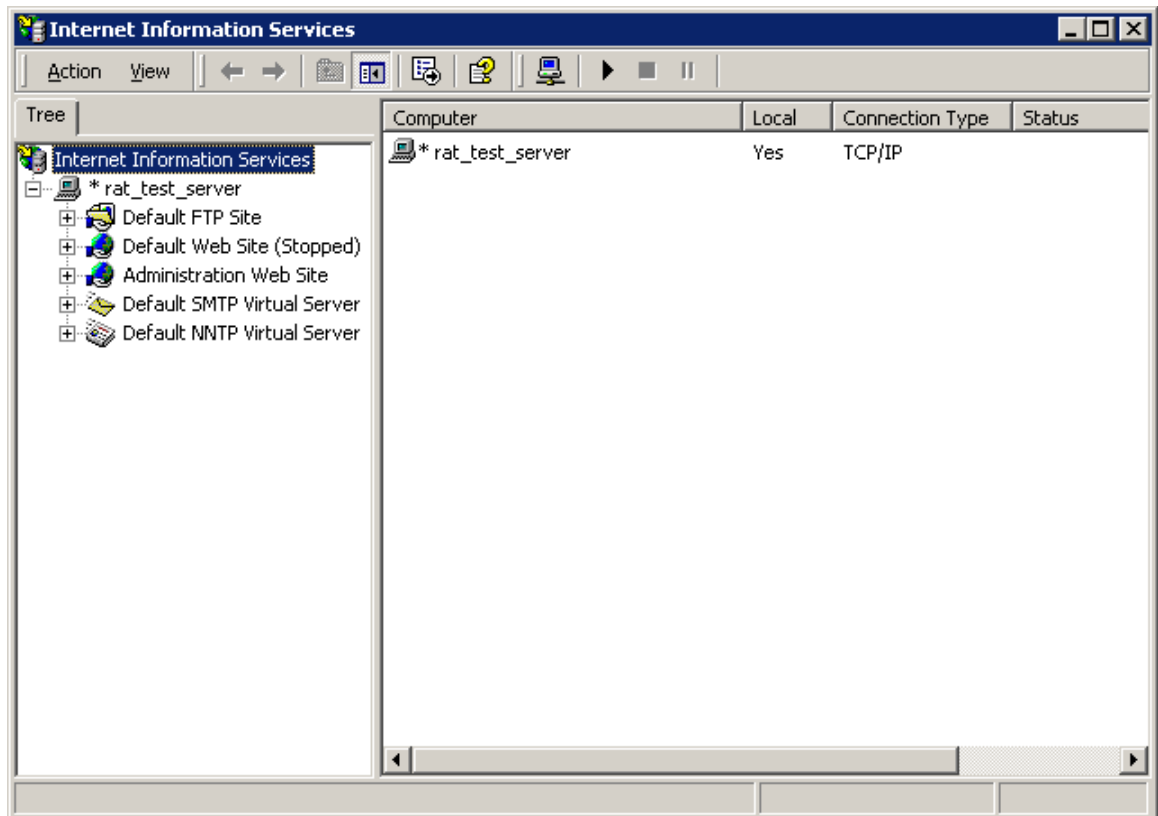 Internet Information Services
Action View
Tree
Computer Local Connection Type Status
Internet Information Services
* rat_test_server
Default FTP Site
Default Web Site (Stopped)
Administration Web Site
Default SMTP Virtual Server
Default NNTP Virtual Server
* rat_test_server Yes TCP/IP